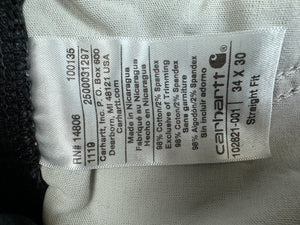 carhartt
102821-001 34 X 30
Straight Fit
98% Cotton/2% Spandex
Exclusive of Trimming
98% Coton/2% Spandex
Sans garniture
98% Algodón/2% Spandex
Sin incluir adorno
Made in Nicaragua
Fabriqué au Nicaragua
Hecho en Nicaragua
Carhartt, Inc. P. O. Box 600
Dearborn, MI 48121 USA
Carhartt.com
RN# 14806 100135
1119 2500031297